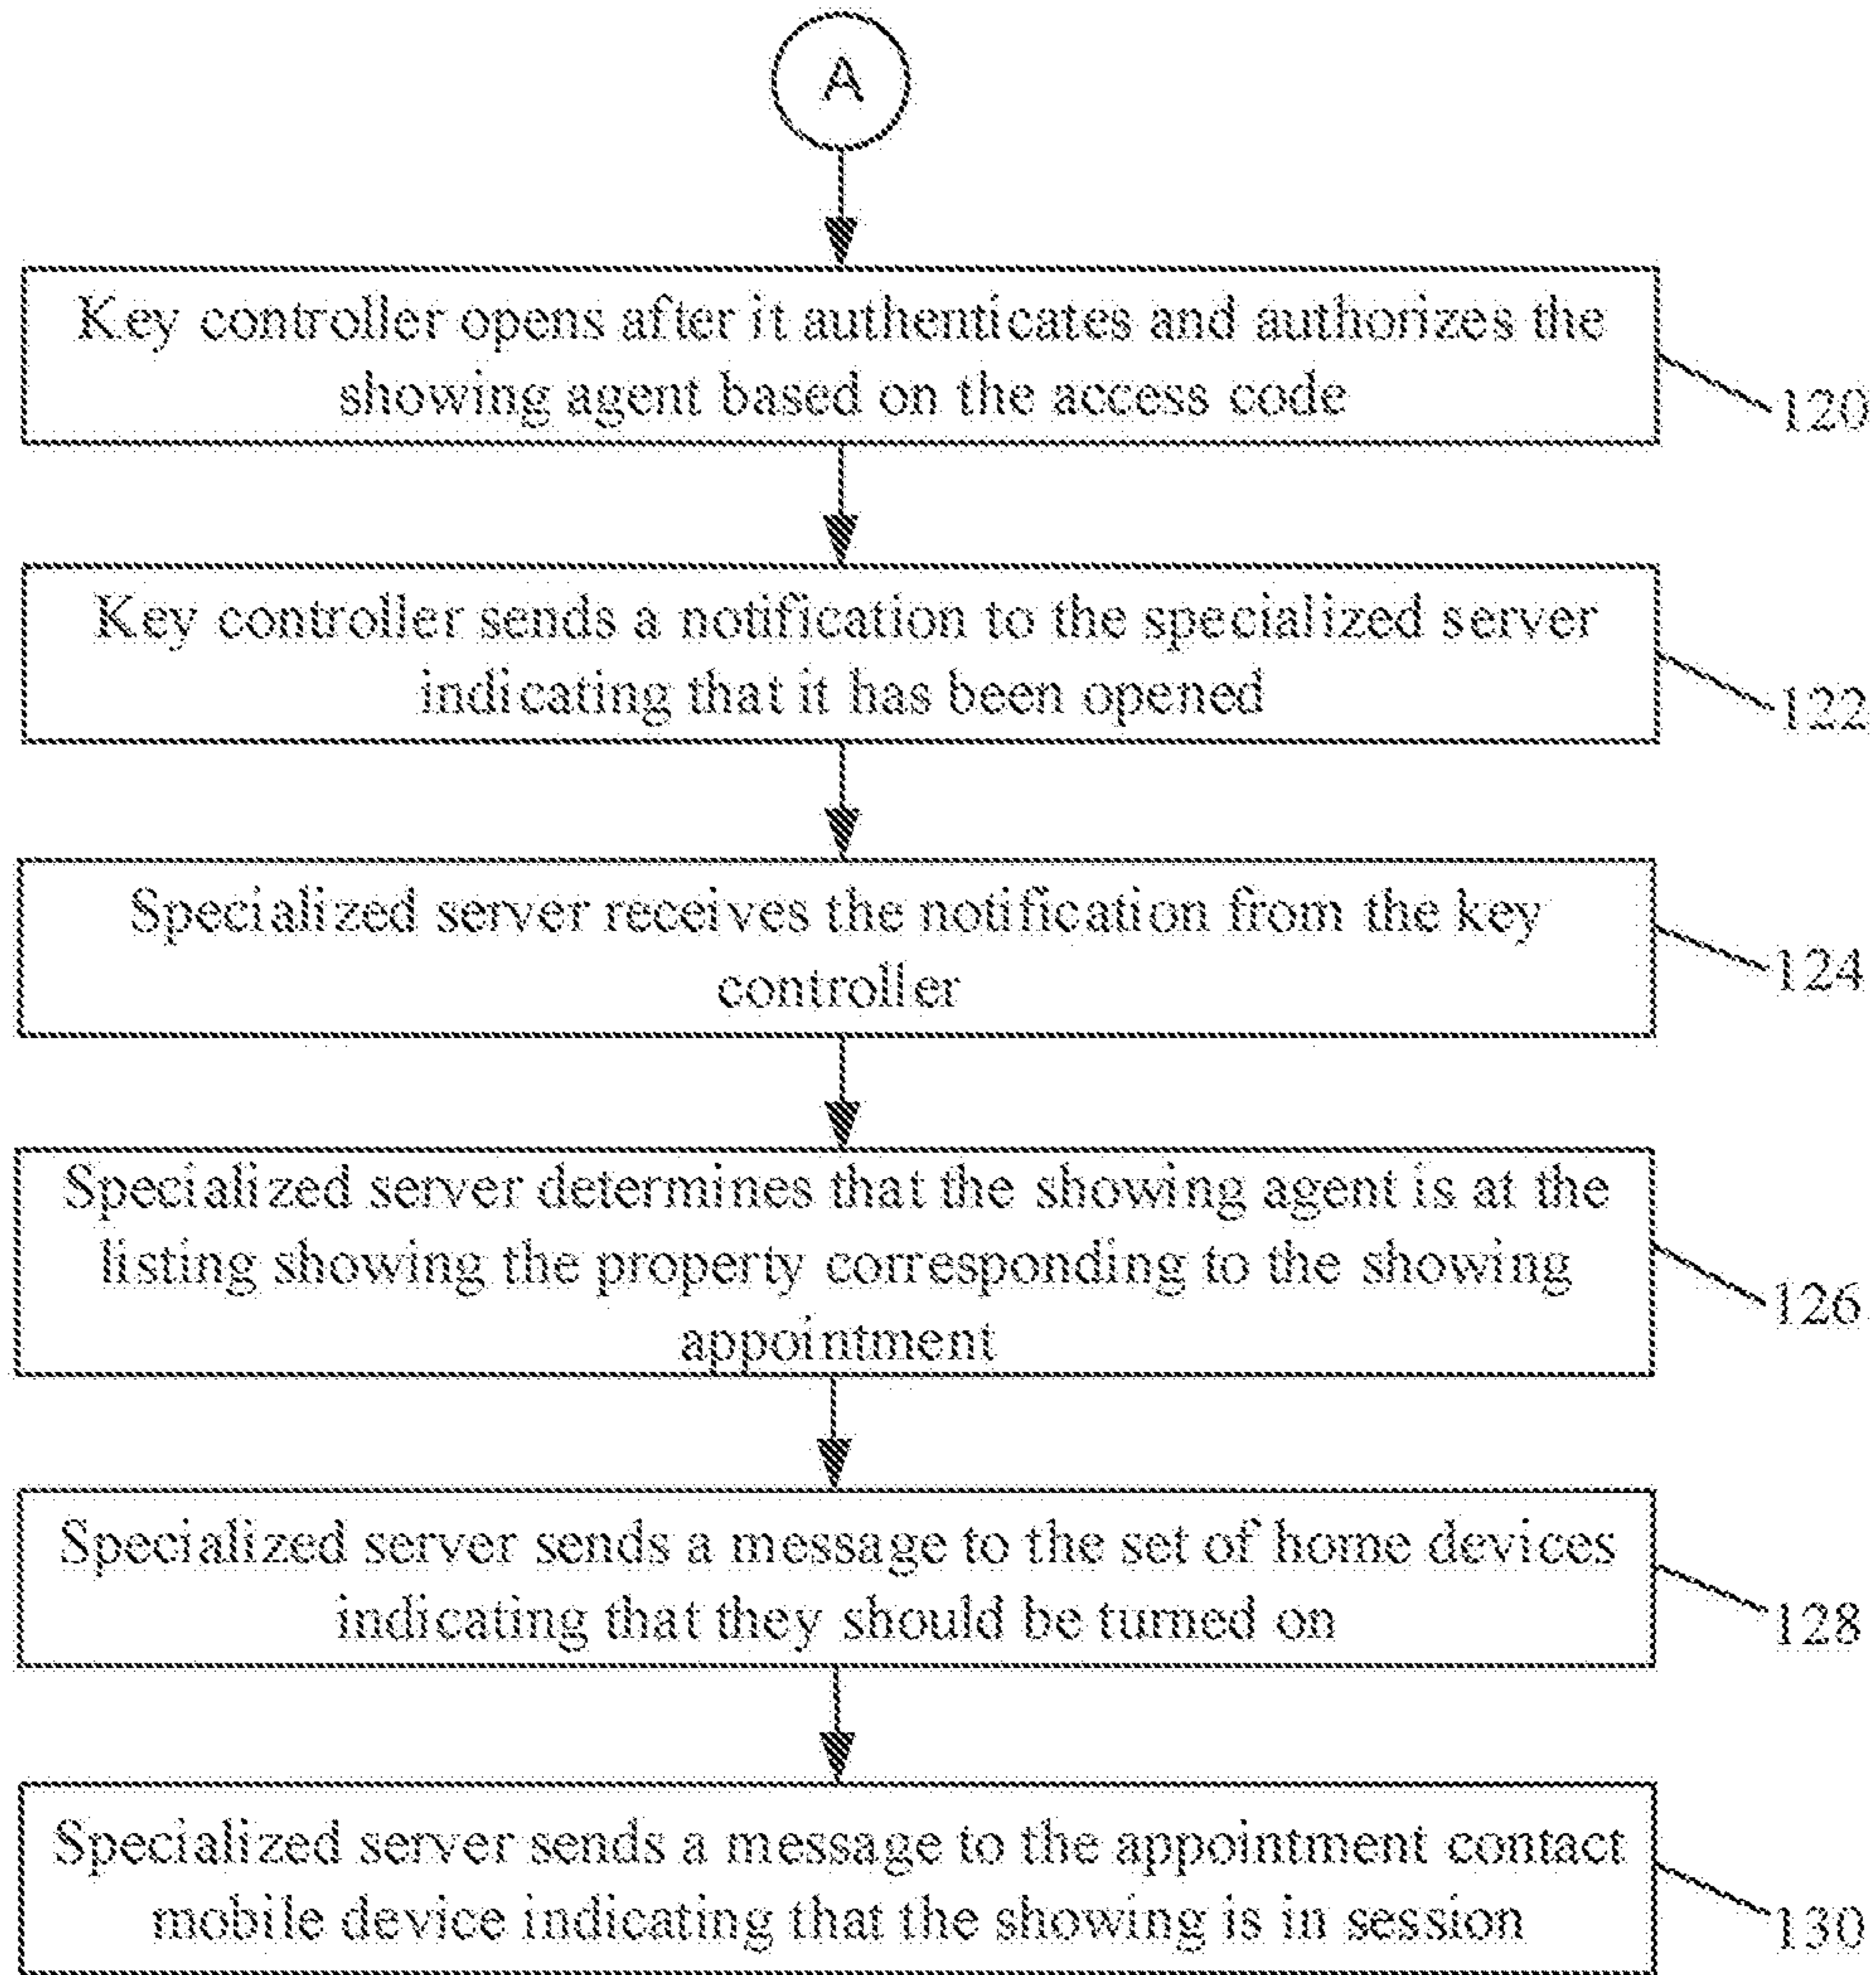 A
Key controller opens after it authenticates and authorizes the
showing agent based on the access code
120
Key controller sends a notification to the specialized server
indicating that it has been opened
122
Specialized server receives the notification from the key
controller
124
Specialized server determines that the showing agent is at the
listing showing the property corresponding to the showing
appointment
126
Specialized server sends a message to the set of home devices
indicating that they should be turned on
128
Specialized server sends a message to the appointment contact
mobile device indicating that the showing is in session
130